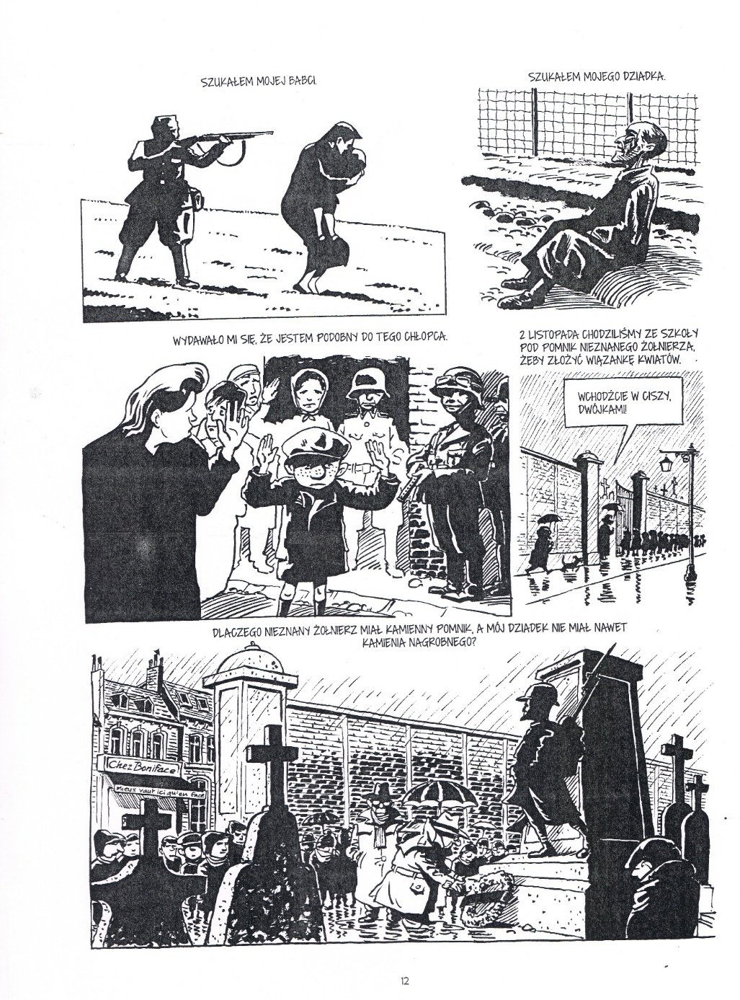 SZUKAŁEM MOJEJ BABCI.
SZUKAŁEM MOJEGO DZIADKA.
WYDAWAŁO MI SIĘ, ŻE JESTEM PODOBNY DO TEGO CHŁOPCA.
2 LISTOPADA CHODZILIŚMY ZE SZKOŁY
POD POMNIK NIEZNANEGO ŻOŁNIERZA,
ŻEBY ZŁOŻYĆ WIĄZANKĘ KWIATÓW.
WCHODŹCIE W CISZY,
DWÓJKAMI!
DLACZEGO NIEZNANY ŻOŁNIERZ MIAŁ KAMIENNY POMNIK, A MÓJ DZIADEK NIE MIAŁ NAWET
KAMIENIA NAGROBNEGO?
Chez Boniface
mieux vaut ici qu'en face
12